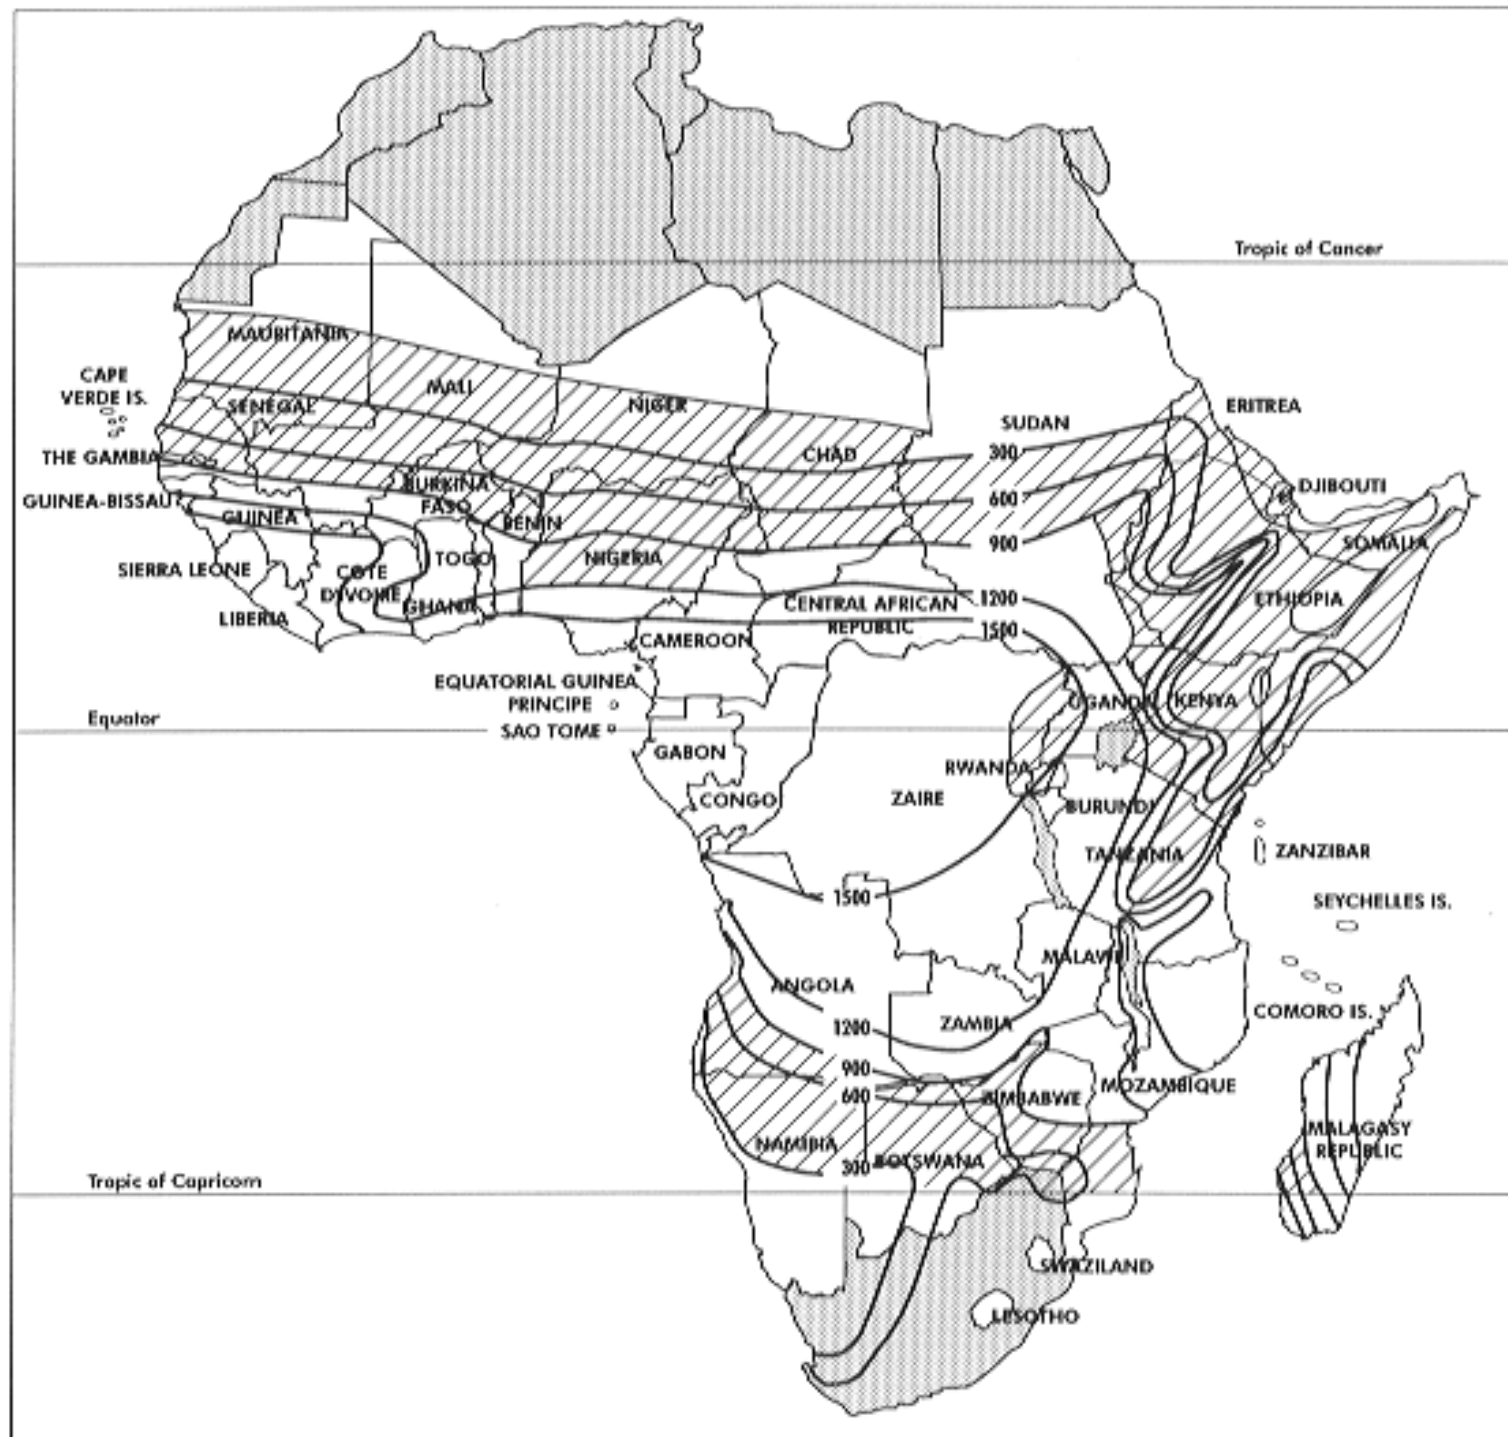 Tropic of Cancer
MAURITANIA
CAPE
VERDE IS.
MALI
SENEGAL
NIGER
ERITREA
SUDAN
THE GAMBIA
CHAD
300
BURKINA
FASO
DJIBOUTI
GUINEA-BISSAU
600
GUINEA
BENIN
900
SOMALIA
SIERRA LEONE
COTE
D'IVOIRE
TOGO
NIGERIA
ETHIOPIA
GHANA
CENTRAL AFRICAN
REPUBLIC
1200
LIBERIA
1500
CAMEROON
EQUATORIAL GUINEA
PRINCIPE
UGANDA
KENYA
Equator
SAO TOME
GABON
RWANDA
CONGO
ZAIRE
BURUNDI
TANZANIA
ZANZIBAR
1500
SEYCHELLES IS.
MALAWI
ANGOLA
COMORO IS.
1200
ZAMBIA
900
600
ZIMBABWE
MOZAMBIQUE
NAMIBIA
MALAGASY
REPUBLIC
300
BOTSWANA
Tropic of Capricorn
SWAZILAND
LESOTHO